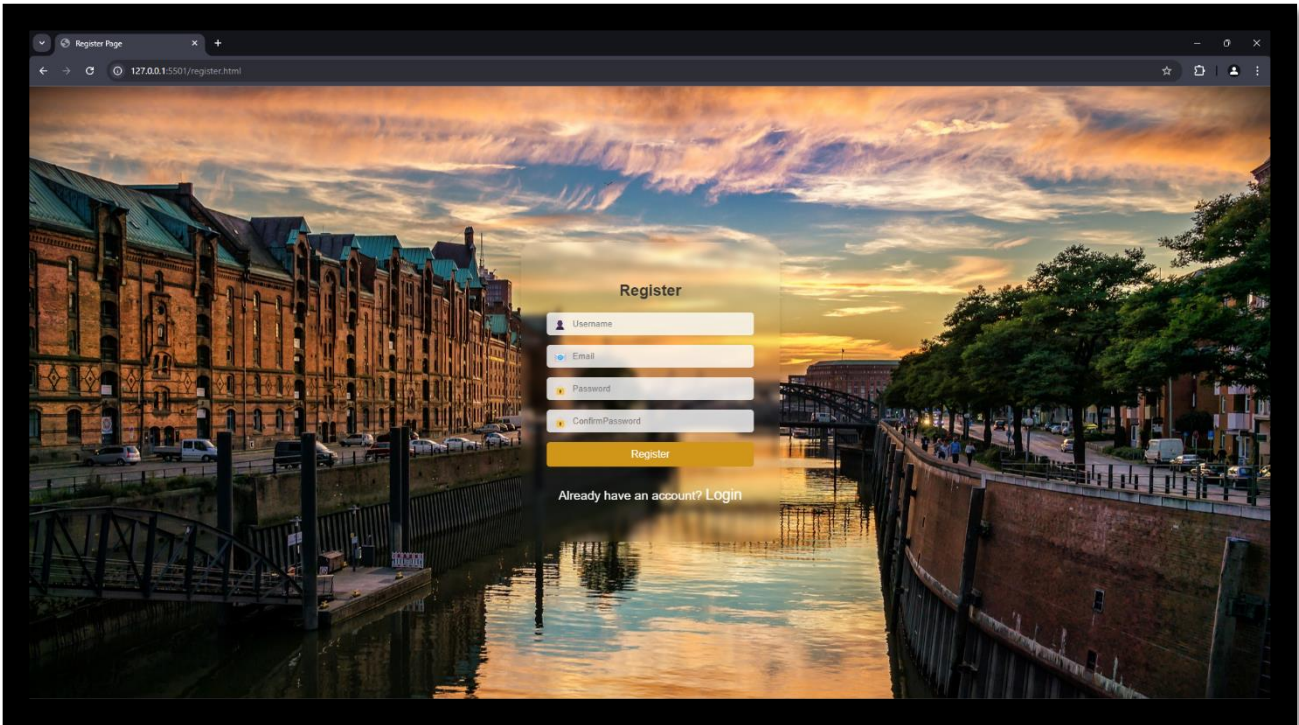 Register Page
127.0.0.1:5501/register.html
Register
Username
Email
Password
ConfirmPassword
Register
Already have an account? Login